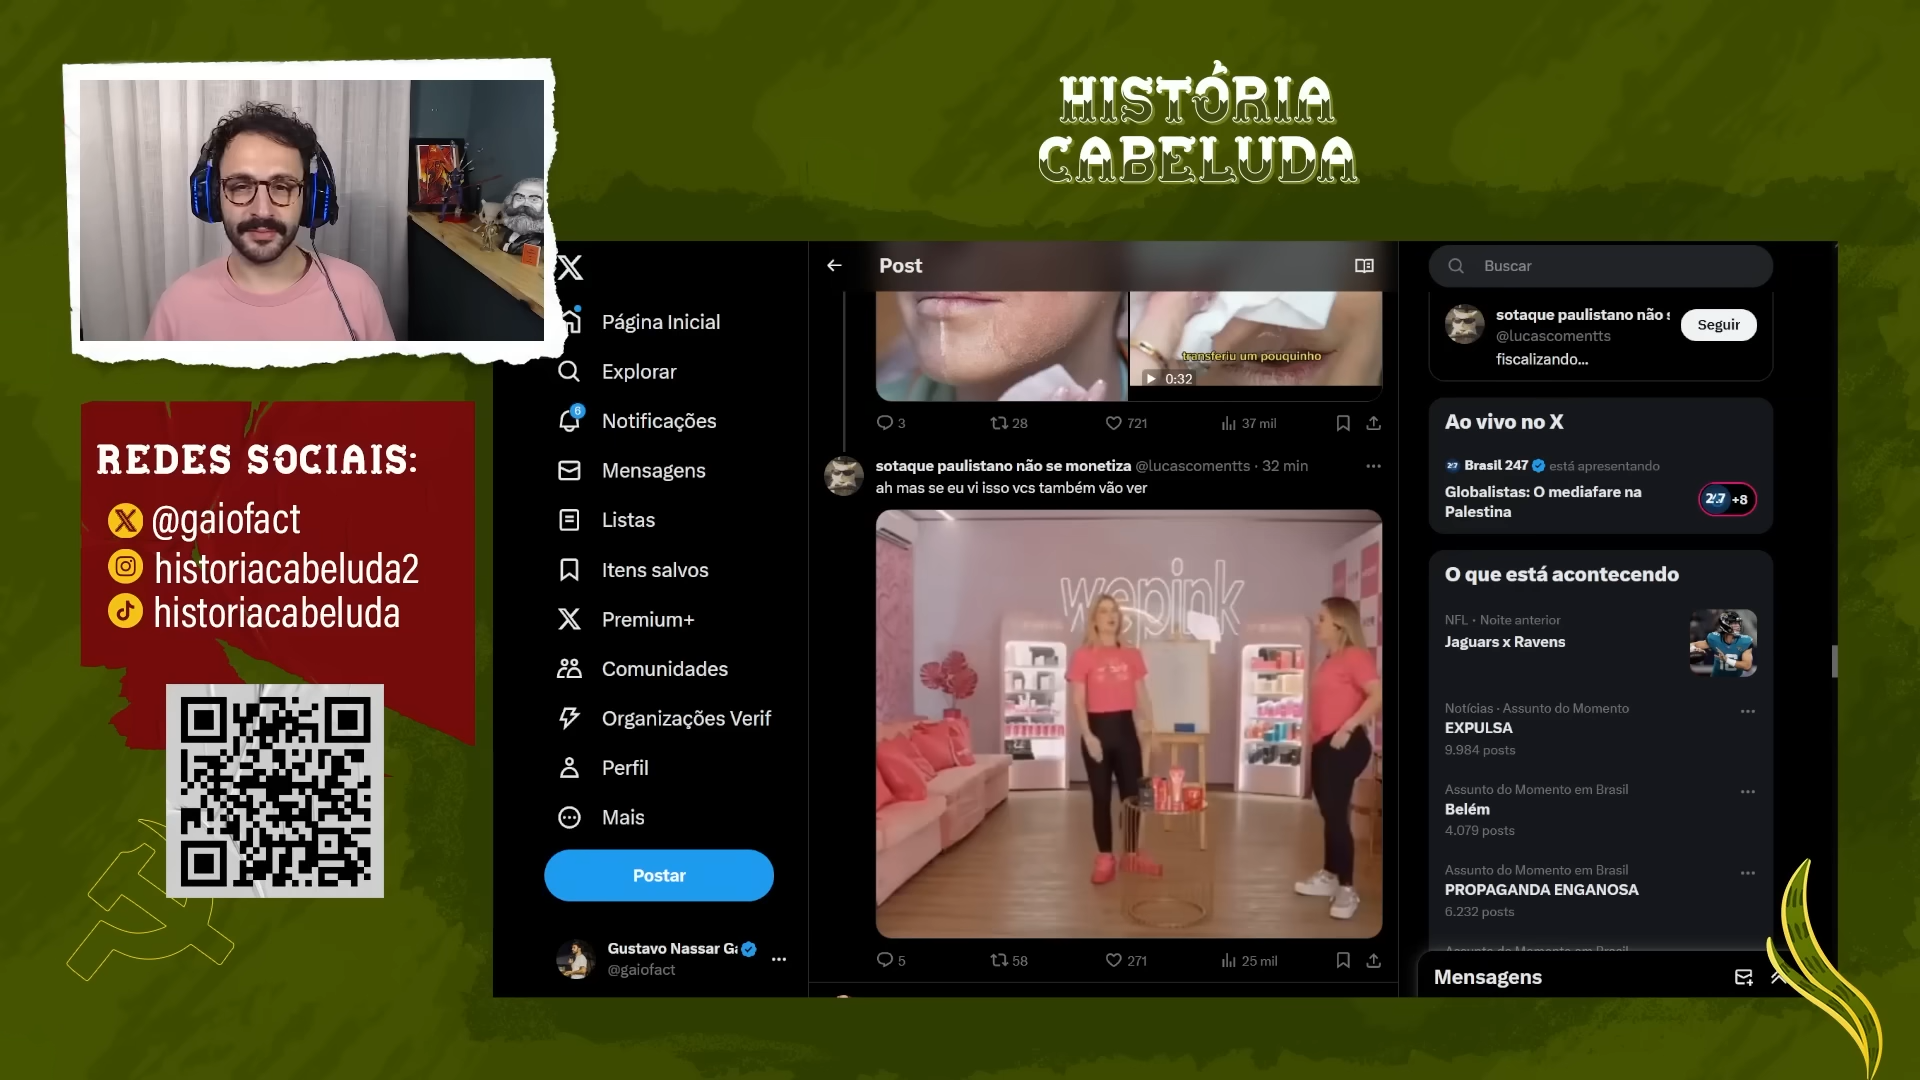 HISTÓRIA
CABELUDA
REDES SOCIAIS:
@gaiofact
historiacabeluda2
historiacabeluda
Página Inicial
Explorar
6
Notificações
Mensagens
Listas
Itens salvos
Premium+
Comunidades
Organizações Verif
Perfil
Mais
Postar
Gustavo Nassar Ga
@gaiofact
Post
transferiu um pouquinho
0:32
3 28 721 37 mil
sotaque paulistano não se monetiza @lucascomentts · 32 min
ah mas se eu vi isso vcs também vão ver
wepink
5 58 271 25 mil
Buscar
sotaque paulistano não s
@lucascomentts
Seguir
fiscalizando...
Ao vivo no X
247 Brasil 247 está apresentando
Globalistas: O mediafare na
Palestina
247 +8
O que está acontecendo
NFL · Noite anterior
Jaguars x Ravens
Notícias · Assunto do Momento
EXPULSA
9.984 posts
Assunto do Momento em Brasil
Belém
4.079 posts
Assunto do Momento em Brasil
PROPAGANDA ENGANOSA
6.232 posts
Mensagens